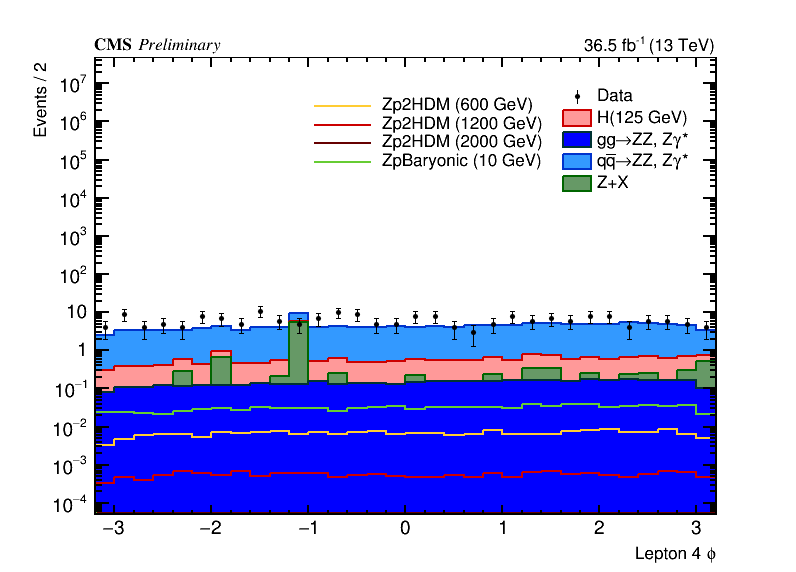 CMS Preliminary 36.5 fb⁻¹ (13 TeV)
Events / 2
Data
Zp2HDM (600 GeV)
Zp2HDM (1200 GeV)
Zp2HDM (2000 GeV)
ZpBaryonic (10 GeV)
H(125 GeV)
gg→ZZ, Zγ*
qq̅→ZZ, Zγ*
Z+X
10⁷
10⁶
10⁵
10⁴
10³
10²
10
1
10⁻¹
10⁻²
10⁻³
10⁻⁴
−3 −2 −1 0 1 2 3
Lepton 4 ϕ